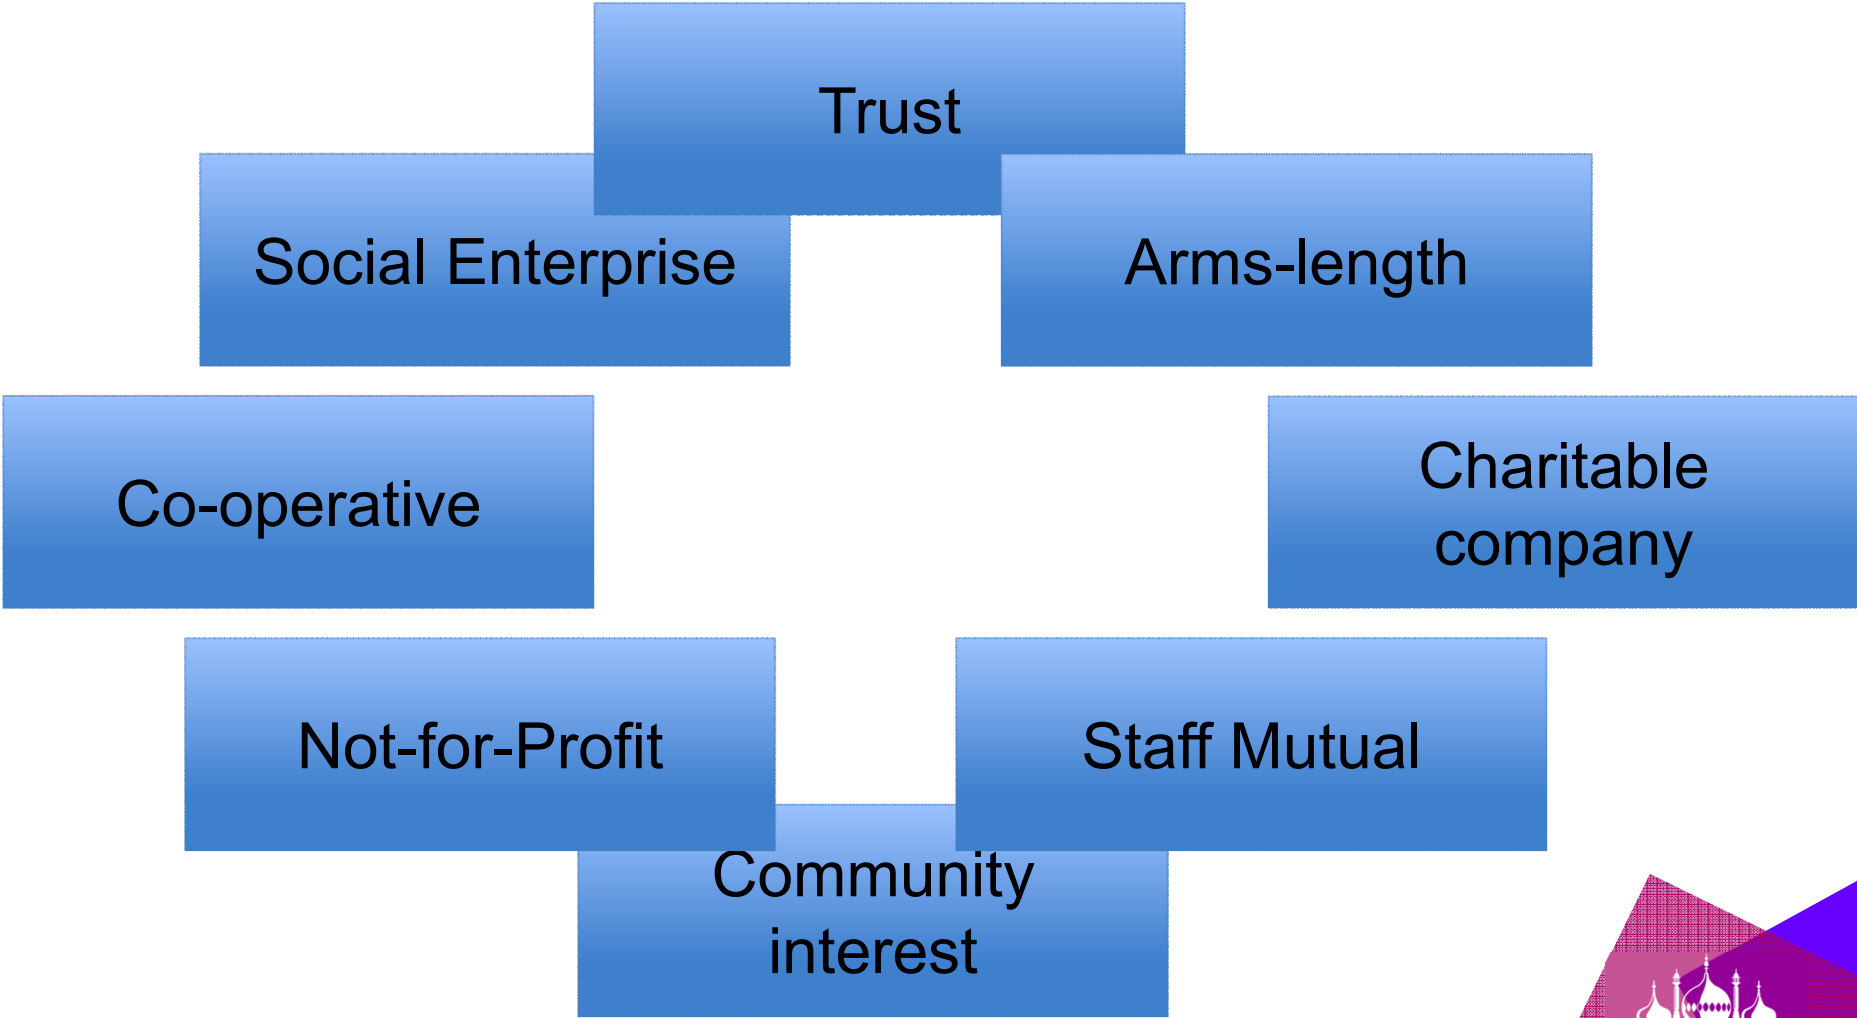 Trust
Social Enterprise
Arms-length
Co-operative
Charitable
company
Not-for-Profit
Staff Mutual
Community
interest